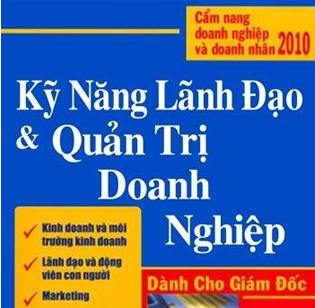 Cẩm nang
doanh nghiệp
và doanh nhân 2010
Kỹ Năng Lãnh Đạo
& Quản Trị
Doanh
Nghiệp
Kinh doanh và môi
trường kinh doanh
Lãnh đạo và động
viên con người
Marketing
Dành Cho Giám Đốc